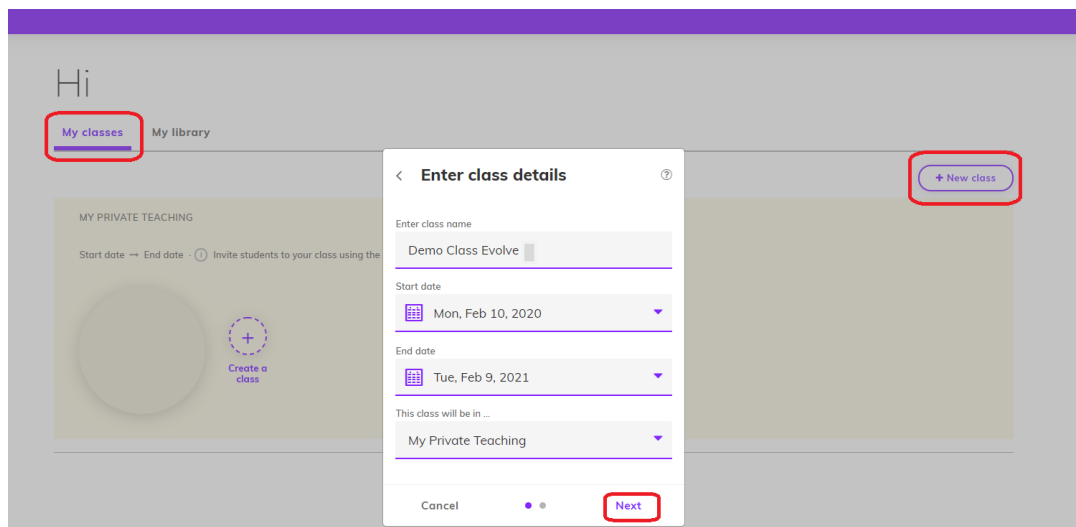 Hi
My classes
My library
+ New class
MY PRIVATE TEACHING
Start date → End date · i Invite students to your class using the
+
Create a
class
< Enter class details ?
Enter class name
Demo Class Evolve
Start date
Mon, Feb 10, 2020
End date
Tue, Feb 9, 2021
This class will be in ...
My Private Teaching
Cancel
Next